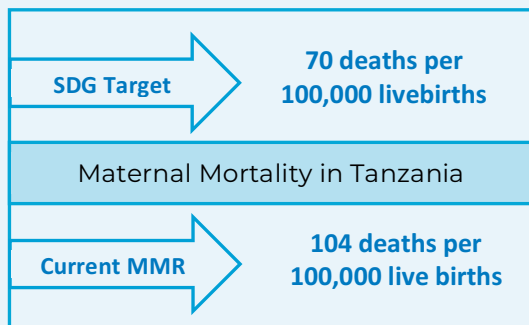 SDG Target
70 deaths per
100,000 livebirths
Maternal Mortality in Tanzania
Current MMR
104 deaths per
100,000 live births